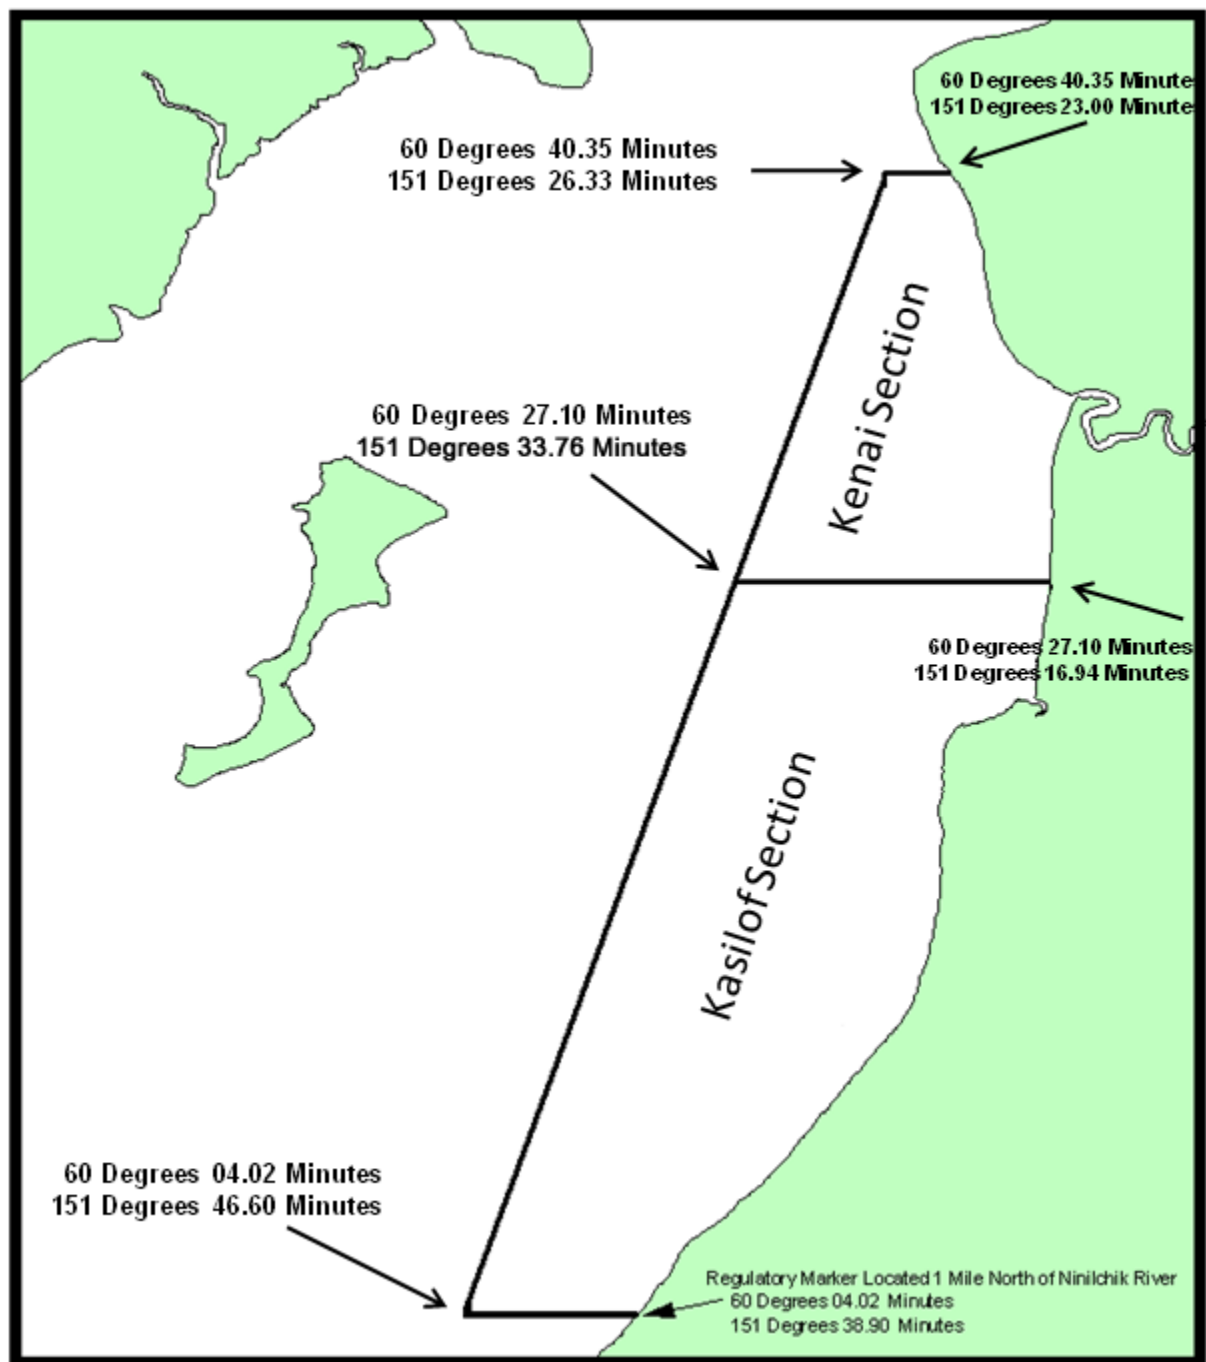 60 Degrees 40.35 Minute
151 Degrees 23.00 Minute
60 Degrees 40.35 Minutes
151 Degrees 26.33 Minutes
Kenai Section
60 Degrees 27.10 Minutes
151 Degrees 33.76 Minutes
60 Degrees 27.10 Minutes
151 Degrees 16.94 Minutes
Kasilof Section
60 Degrees 04.02 Minutes
151 Degrees 46.60 Minutes
Regulatory Marker Located 1 Mile North of Ninilchik River
60 Degrees 04.02 Minutes
151 Degrees 38.90 Minutes